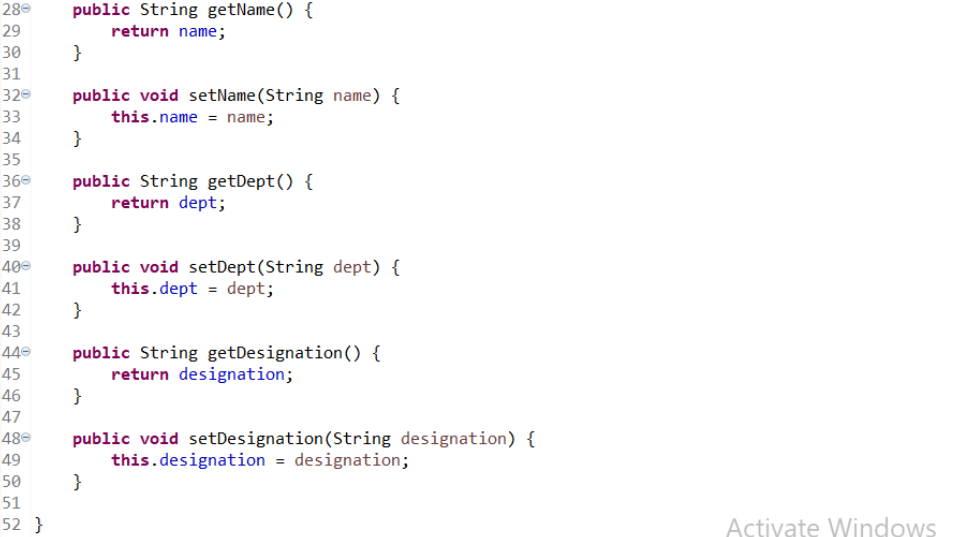 28 public String getName() {
29 return name;
30 }
31
32 public void setName(String name) {
33 this.name = name;
34 }
35
36 public String getDept() {
37 return dept;
38 }
39
40 public void setDept(String dept) {
41 this.dept = dept;
42 }
43
44 public String getDesignation() {
45 return designation;
46 }
47
48 public void setDesignation(String designation) {
49 this.designation = designation;
50 }
51
52 }
Activate Windows